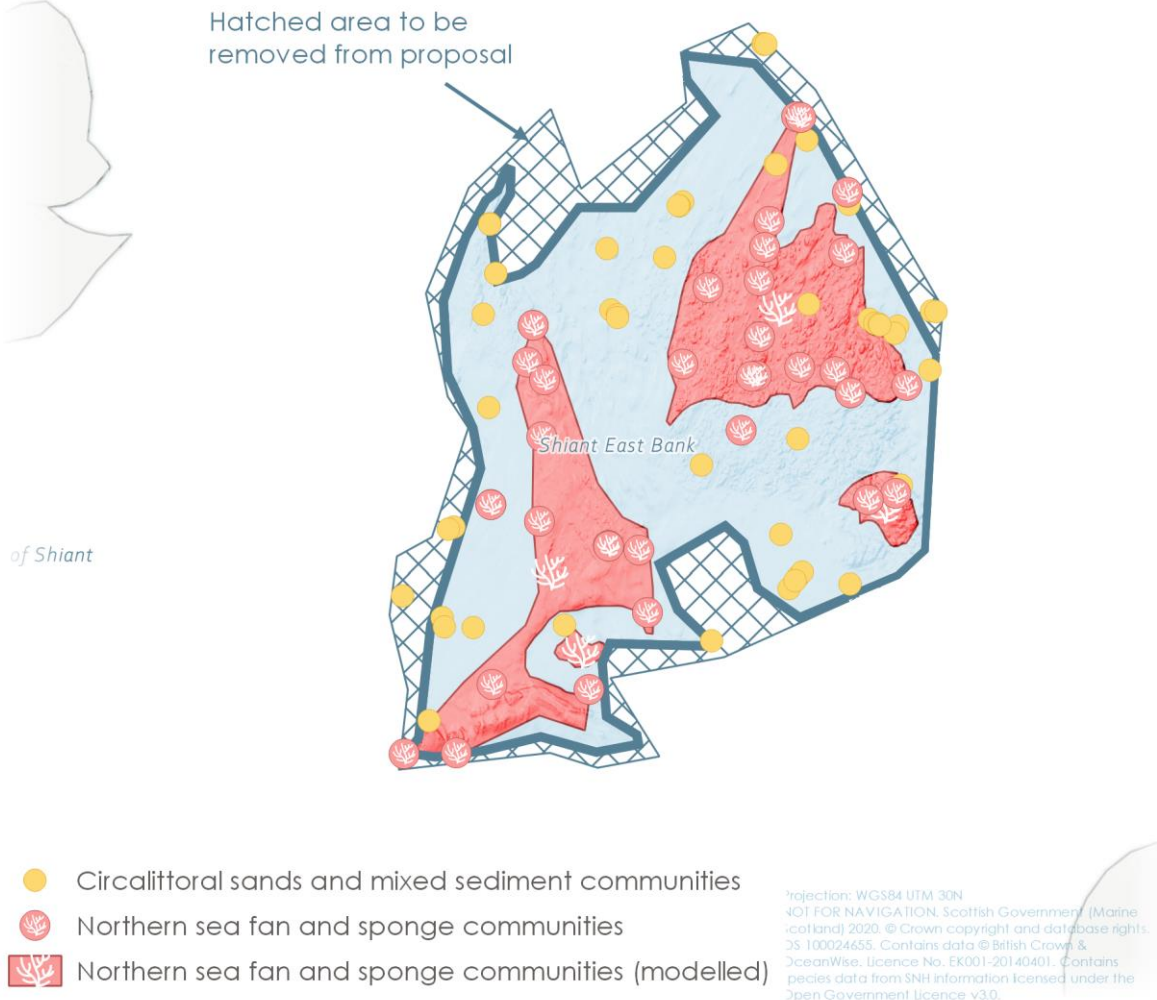 Hatched area to be
removed from proposal
Shiant East Bank
of Shiant
Circalittoral sands and mixed sediment communities
Northern sea fan and sponge communities
Northern sea fan and sponge communities (modelled)
Projection: WGS84 UTM 30N
NOT FOR NAVIGATION. Scottish Government (Marine
Scotland) 2020. © Crown copyright and database rights.
OS 100024655. Contains data © British Crown &
OceanWise. Licence No. EK001-20140401. Contains
species data from SNH information licensed under the
Open Government Licence v3.0.